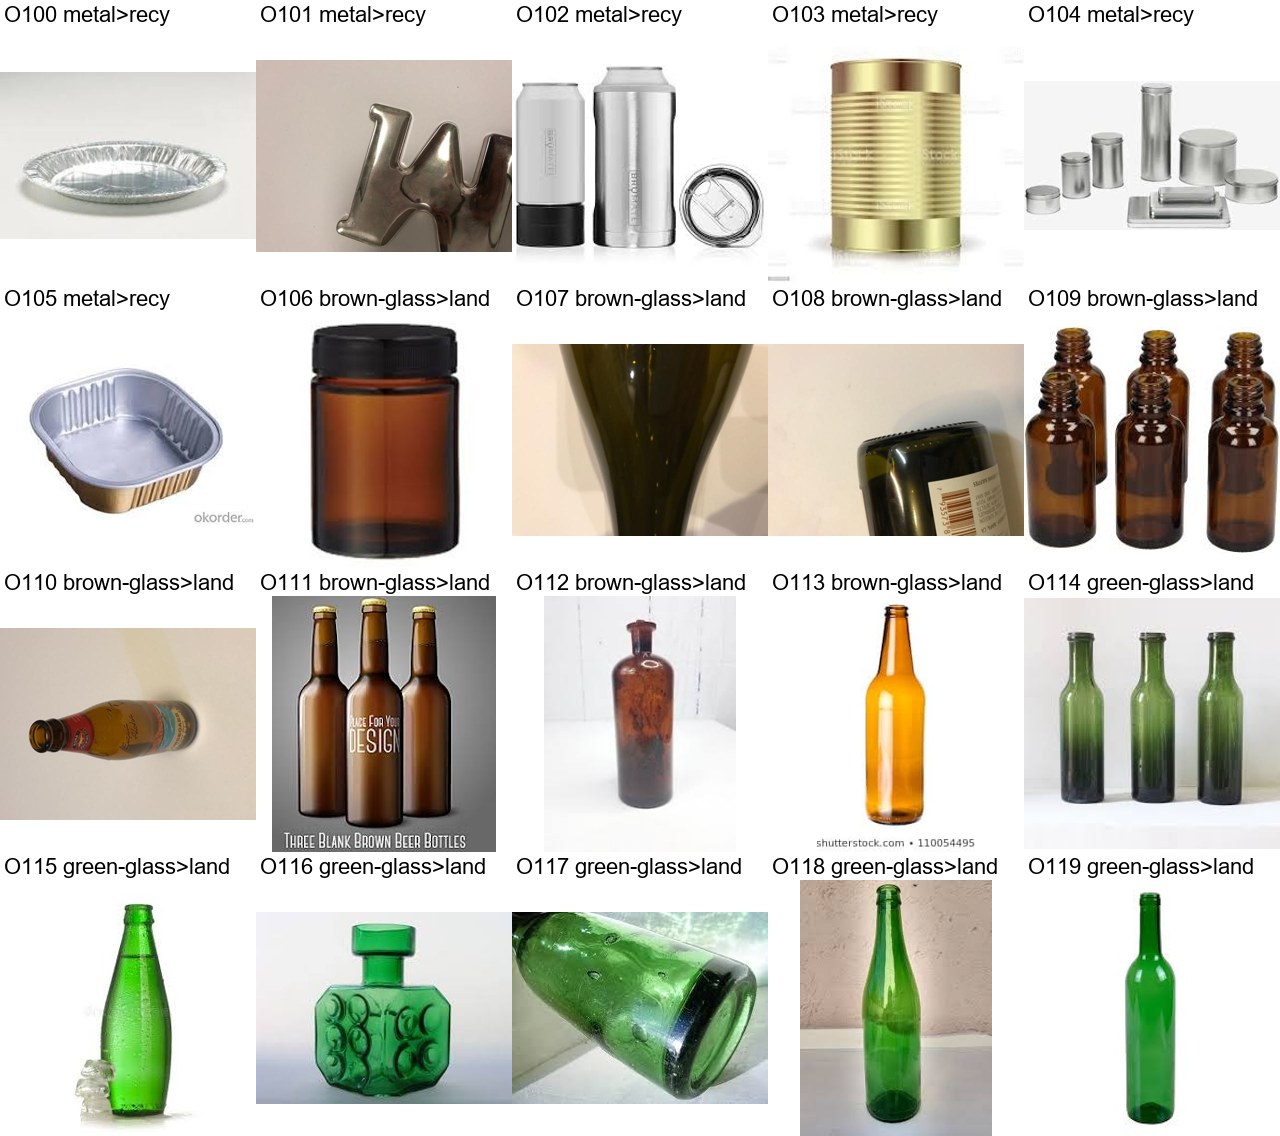 O100 metal>recy
O101 metal>recy
O102 metal>recy
O103 metal>recy
O104 metal>recy
okorder.com
O105 metal>recy
O106 brown-glass>land
O107 brown-glass>land
O108 brown-glass>land
O109 brown-glass>land
O110 brown-glass>land
O111 brown-glass>land
PLACE FOR YOUR
DESIGN
THREE BLANK BROWN BEER BOTTLES
O112 brown-glass>land
O113 brown-glass>land
shutterstock.com • 110054495
O114 green-glass>land
O115 green-glass>land
O116 green-glass>land
O117 green-glass>land
O118 green-glass>land
O119 green-glass>land